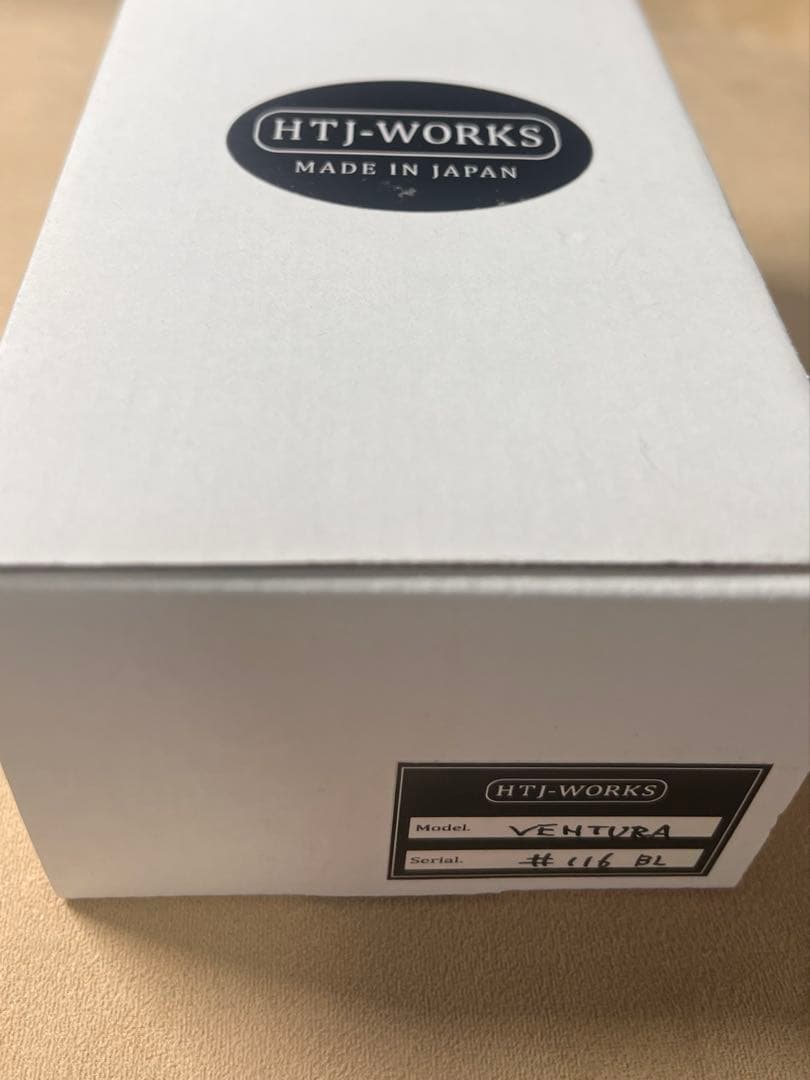 HTJ-WORKS
MADE IN JAPAN
HTJ-WORKS
Model. VENTURA
Serial. #116 BL